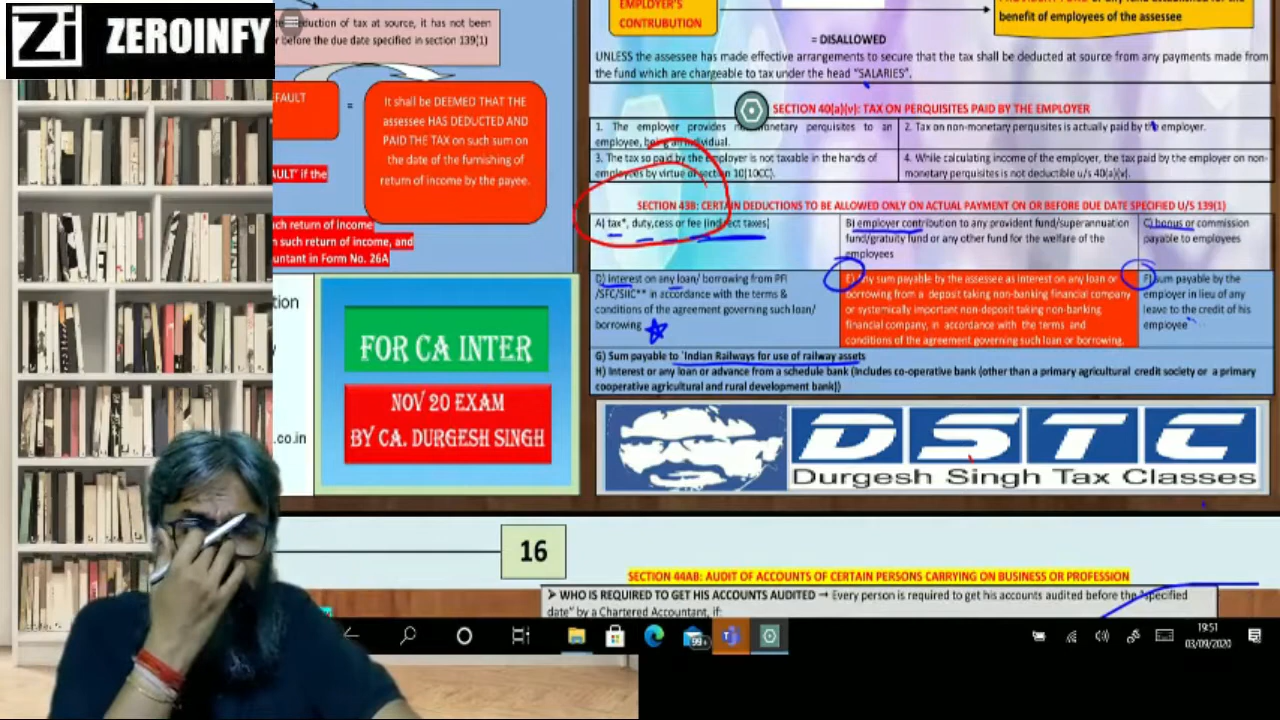 ZI ZEROINFY
duction of tax at source, it has not been
r before the due date specified in section 139(1)
FAULT
=
It shall be DEEMED THAT THE
assessee HAS DEDUCTED AND
PAID THE TAX on such sum on
the date of the furnishing of
return of income by the payee.
AULT" if the
ch return of income
n such return of income, and
ountant in Form No. 26A
ation
.co.in
FOR CA INTER
NOV 20 EXAM
BY CA. DURGESH SINGH
EMPLOYER'S
CONTRUBUTION
benefit of employees of the assessee
= DISALLOWED
UNLESS the assessee has made effective arrangements to secure that the tax shall be deducted at source from any payments made from
the fund which are chargeable to tax under the head "SALARIES".
SECTION 40(a)(v): TAX ON PERQUISITES PAID BY THE EMPLOYER
1. The employer provides monetary perquisites to an
employee, being an individual.
2. Tax on non-monetary perquisites is actually paid by the employer.
3. The tax so paid by the employer is not taxable in the hands of
employees by virtue of section 10(10CC).
4. While calculating income of the employer, the tax paid by the employer on non-
monetary perquisites is not deductible u/s 40(a)(v).
SECTION 43B: CERTAIN DEDUCTIONS TO BE ALLOWED ONLY ON ACTUAL PAYMENT ON OR BEFORE DUE DATE SPECIFIED U/S 139(1)
A) tax*, duty,cess or fee (indirect taxes)
B) employer contribution to any provident fund/superannuation
fund/gratuity fund or any other fund for the welfare of the
employees
C) bonus or commission
payable to employees
D) interest on any loan/ borrowing from PFI
/SFC/SIIC** in accordance with the terms &
conditions of the agreement governing such loan/
borrowing
E) any sum payable by the assessee as interest on any loan or
borrowing from a deposit taking non-banking financial company
or systemically important non-deposit taking non-banking
financial company, in accordance with the terms and
conditions of the agreement governing such loan or borrowing.
F) sum payable by the
employer in lieu of any
leave to the credit of his
employee
G) Sum payable to `Indian Railways for use of railway assets
H) Interest or any loan or advance from a schedule bank (includes co-operative bank (other than a primary agricultural credit society or a primary
cooperative agricultural and rural development bank))
DSTC
Durgesh Singh Tax Classes
16
SECTION 44AB: AUDIT OF ACCOUNTS OF CERTAIN PERSONS CARRYING ON BUSINESS OR PROFESSION
➢ WHO IS REQUIRED TO GET HIS ACCOUNTS AUDITED → Every person is required to get his accounts audited before the "specified
date" by a Chartered Accountant, if:
99+
19:51
03/09/2020